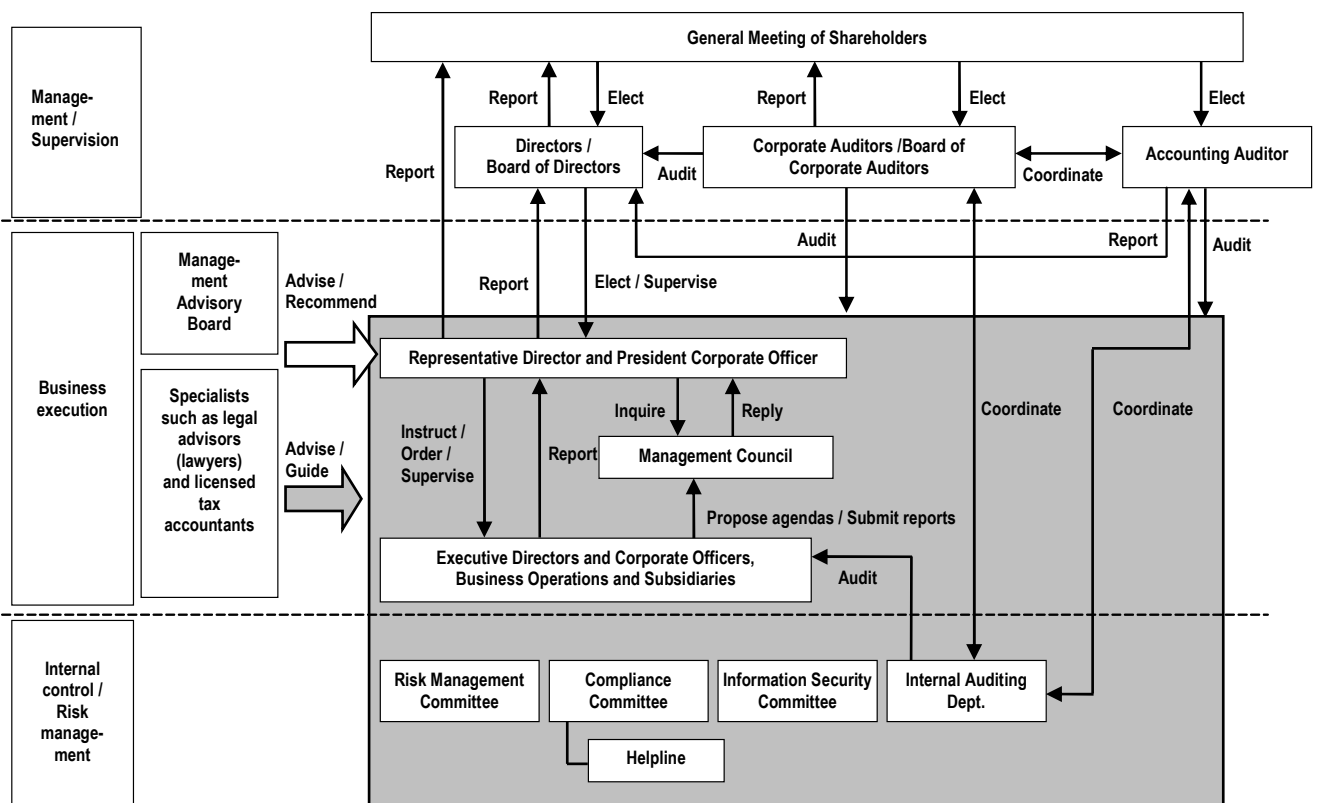 General Meeting of Shareholders
Manage-
ment /
Supervision
Report
Elect
Report
Elect
Elect
Directors /
Board of Directors
Corporate Auditors /Board of
Corporate Auditors
Accounting Auditor
Report
Audit
Coordinate
Audit
Report
Audit
Business
execution
Manage-
ment
Advisory
Board
Advise /
Recommend
Report
Elect / Supervise
Representative Director and President Corporate Officer
Specialists
such as legal
advisors
(lawyers)
and licensed
tax
accountants
Advise /
Guide
Instruct /
Order /
Supervise
Report
Inquire
Reply
Coordinate
Coordinate
Management Council
Propose agendas / Submit reports
Executive Directors and Corporate Officers,
Business Operations and Subsidiaries
Audit
Internal
control /
Risk
manage-
ment
Risk Management
Committee
Compliance
Committee
Information Security
Committee
Internal Auditing
Dept.
Helpline